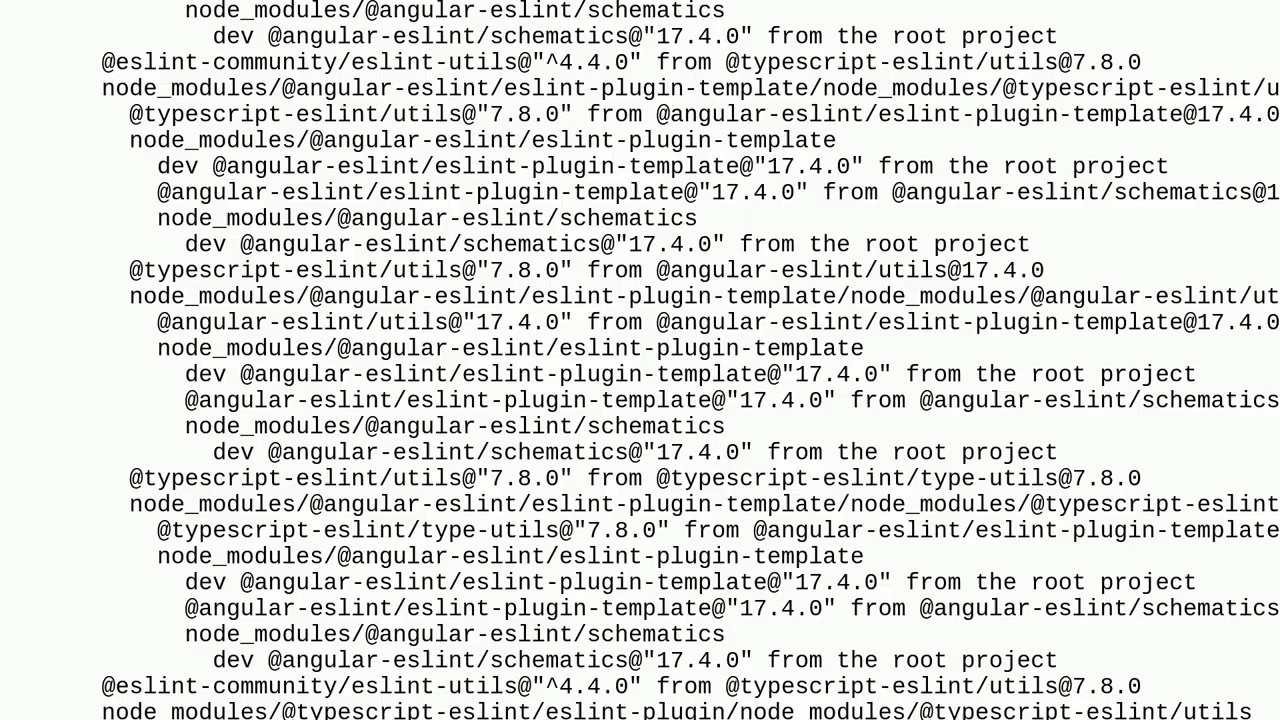 node_modules/@angular-eslint/schematics
dev @angular-eslint/schematics@"17.4.0" from the root project
@eslint-community/eslint-utils@"^4.4.0" from @typescript-eslint/utils@7.8.0
node_modules/@angular-eslint/eslint-plugin-template/node_modules/@typescript-eslint/u
@typescript-eslint/utils@"7.8.0" from @angular-eslint/eslint-plugin-template@17.4.0
node_modules/@angular-eslint/eslint-plugin-template
dev @angular-eslint/eslint-plugin-template@"17.4.0" from the root project
@angular-eslint/eslint-plugin-template@"17.4.0" from @angular-eslint/schematics@1
node_modules/@angular-eslint/schematics
dev @angular-eslint/schematics@"17.4.0" from the root project
@typescript-eslint/utils@"7.8.0" from @angular-eslint/utils@17.4.0
node_modules/@angular-eslint/eslint-plugin-template/node_modules/@angular-eslint/ut
@angular-eslint/utils@"17.4.0" from @angular-eslint/eslint-plugin-template@17.4.0
node_modules/@angular-eslint/eslint-plugin-template
dev @angular-eslint/eslint-plugin-template@"17.4.0" from the root project
@angular-eslint/eslint-plugin-template@"17.4.0" from @angular-eslint/schematics
node_modules/@angular-eslint/schematics
dev @angular-eslint/schematics@"17.4.0" from the root project
@typescript-eslint/utils@"7.8.0" from @typescript-eslint/type-utils@7.8.0
node_modules/@angular-eslint/eslint-plugin-template/node_modules/@typescript-eslint
@typescript-eslint/type-utils@"7.8.0" from @angular-eslint/eslint-plugin-template
node_modules/@angular-eslint/eslint-plugin-template
dev @angular-eslint/eslint-plugin-template@"17.4.0" from the root project
@angular-eslint/eslint-plugin-template@"17.4.0" from @angular-eslint/schematics
node_modules/@angular-eslint/schematics
dev @angular-eslint/schematics@"17.4.0" from the root project
@eslint-community/eslint-utils@"^4.4.0" from @typescript-eslint/utils@7.8.0
node_modules/@typescript-eslint/eslint-plugin/node_modules/@typescript-eslint/utils